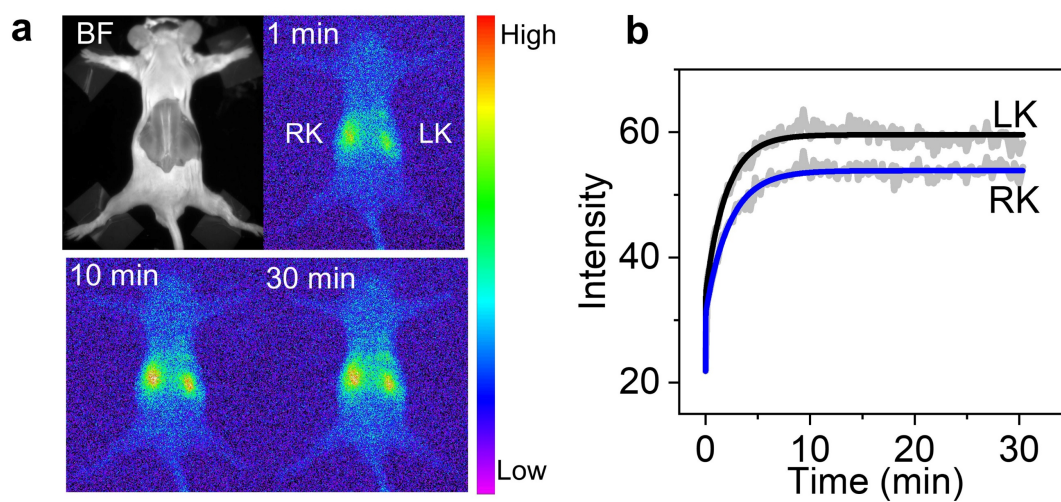 a
BF
1 min
RK
LK
10 min
30 min
High
Low
b
Intensity
60
40
20
LK
RK
0
10
20
30
Time (min)